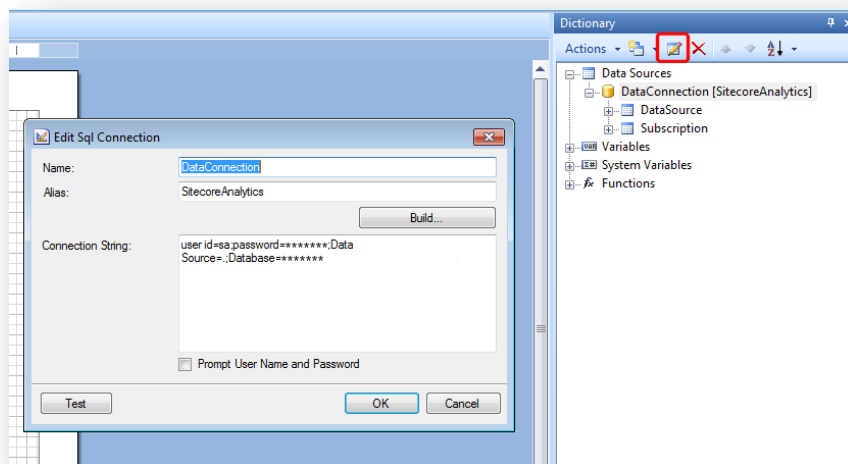 Dictionary
Actions
Data Sources
DataConnection [SitecoreAnalytics]
DataSource
Subscription
Variables
System Variables
Functions
Edit Sql Connection
Name:
DataConnection
Alias:
SitecoreAnalytics
Build...
Connection String:
user id=sa;password=*******;Data
Source=.;Database=*******
Prompt User Name and Password
Test
OK
Cancel